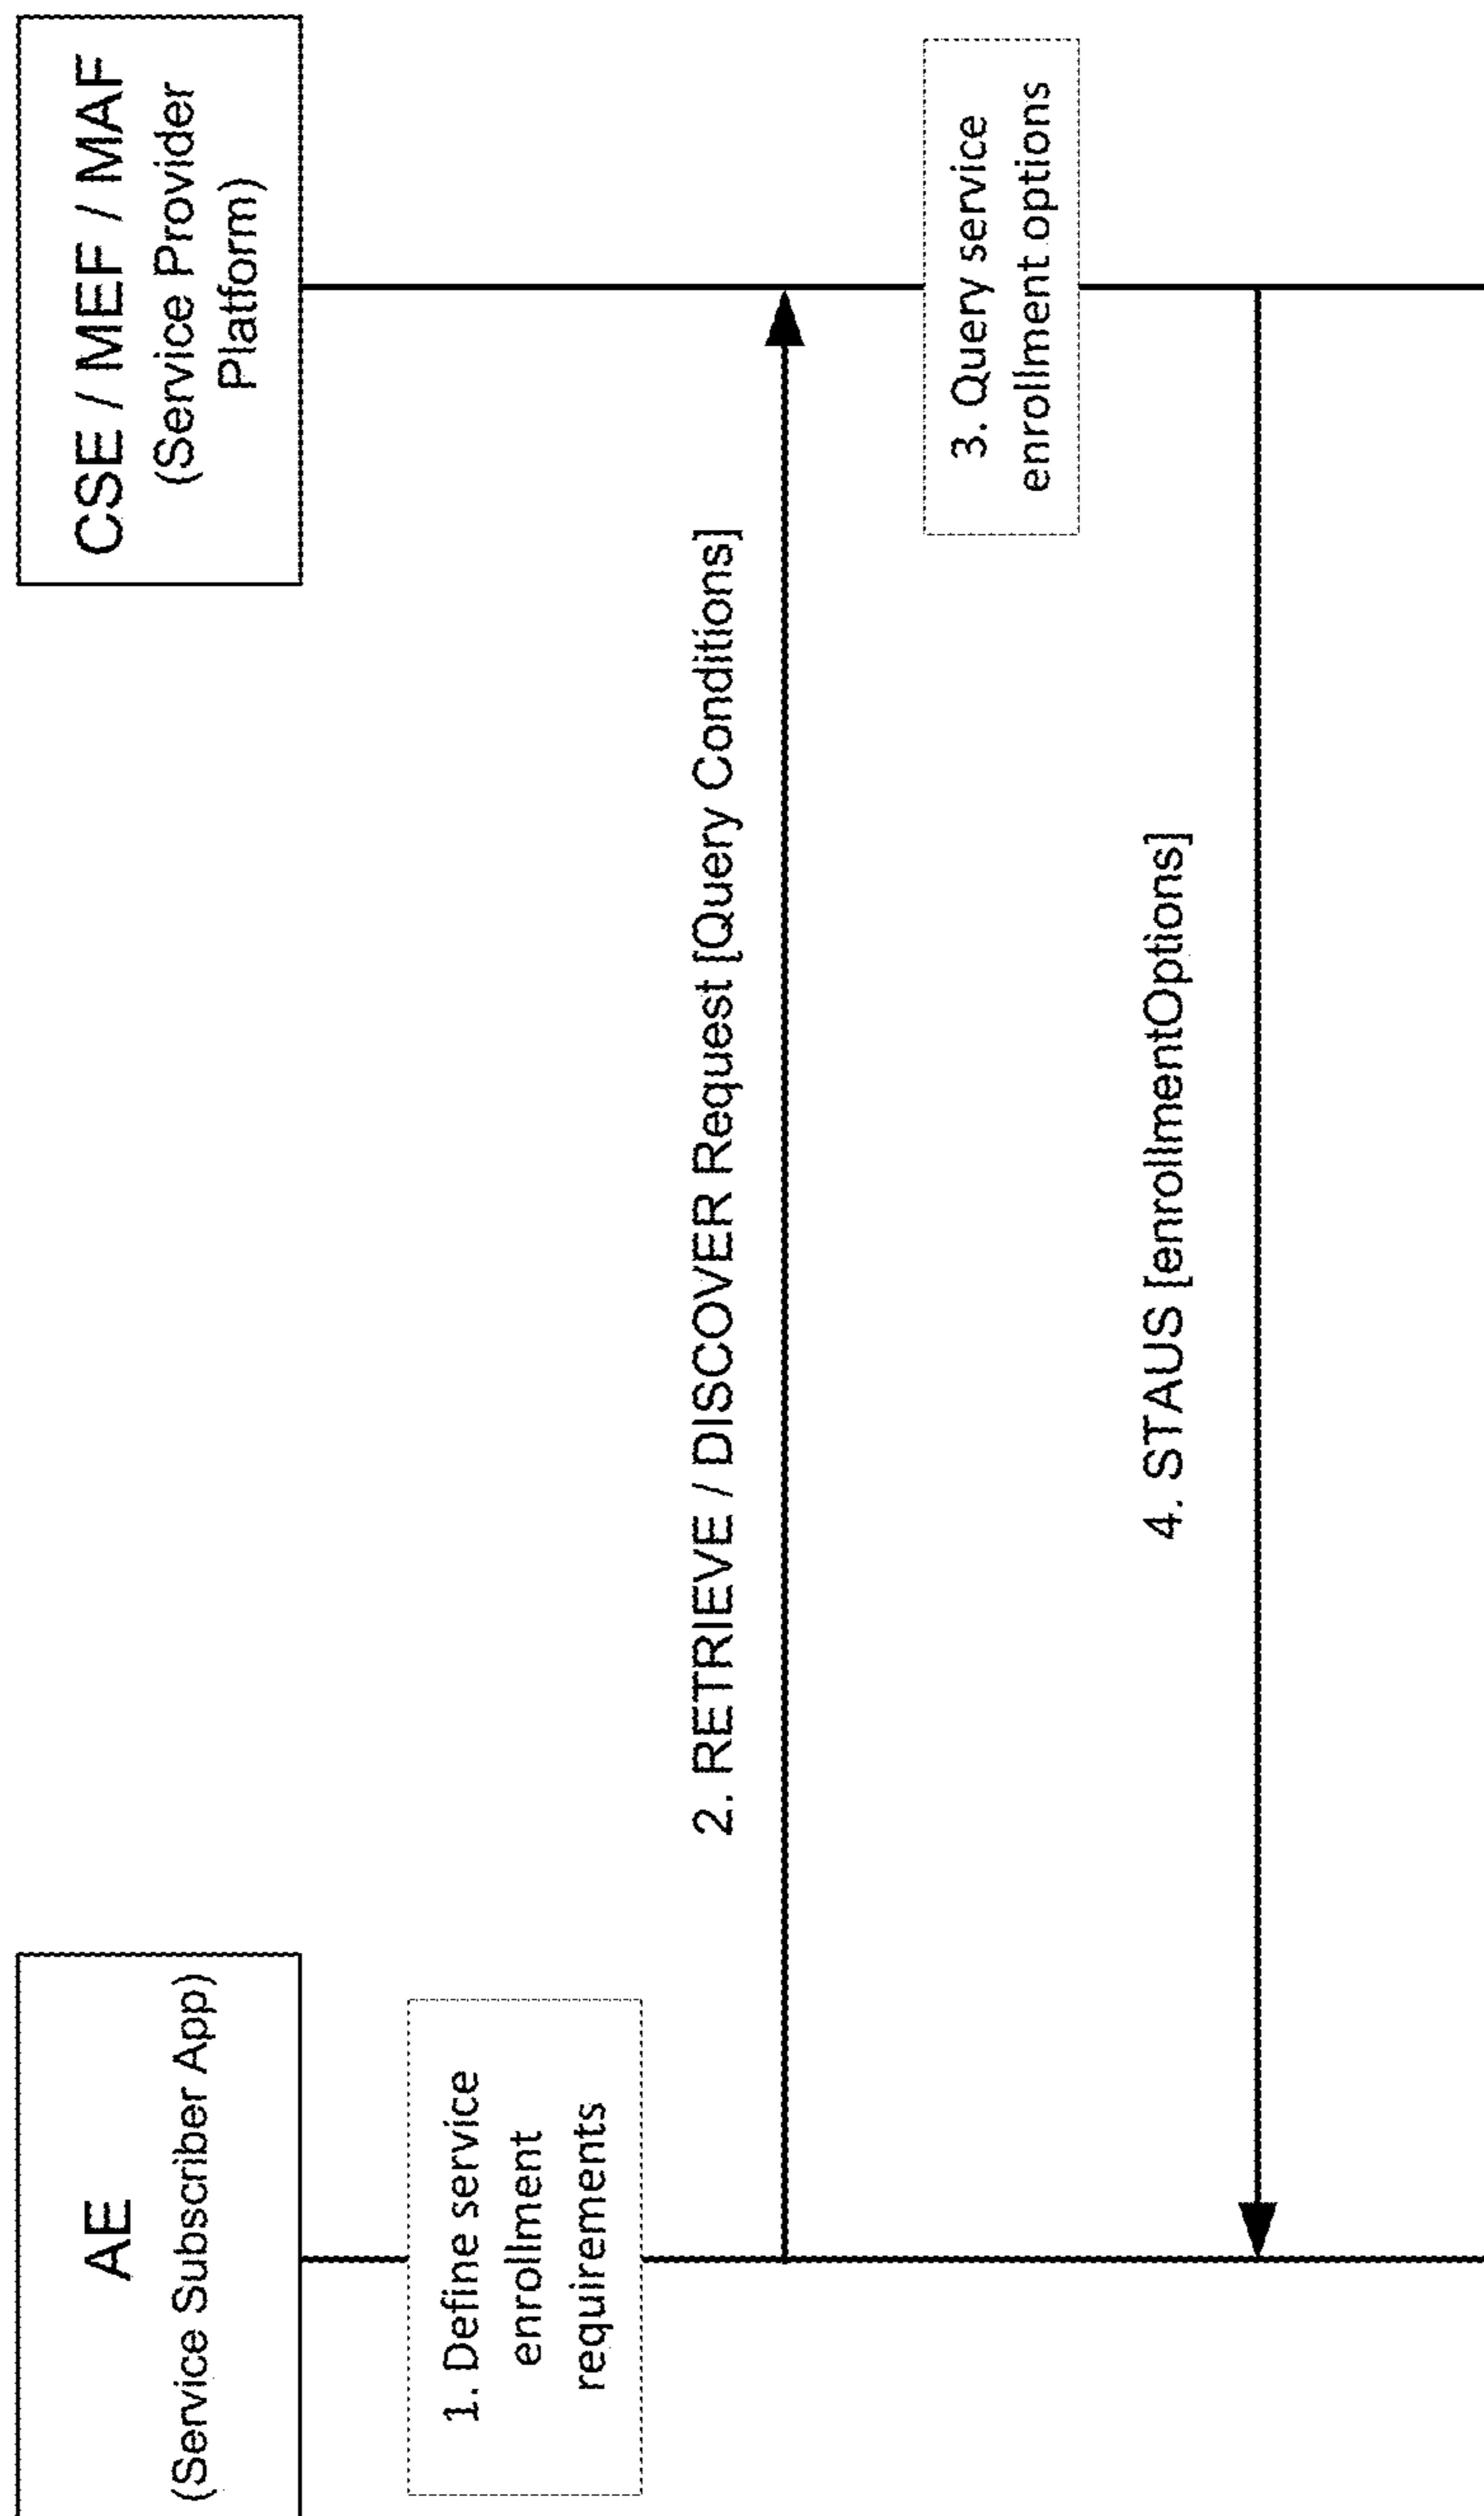 AE
(Service Subscriber App)
CSE / MEF / MAF
(Service Provider
Platform)
1. Define service
enrollment
requirements
2. RETRIEVE / DISCOVER Request [Query Conditions]
3. Query service
enrollment options
4. STAUS [enrollmentOptions]